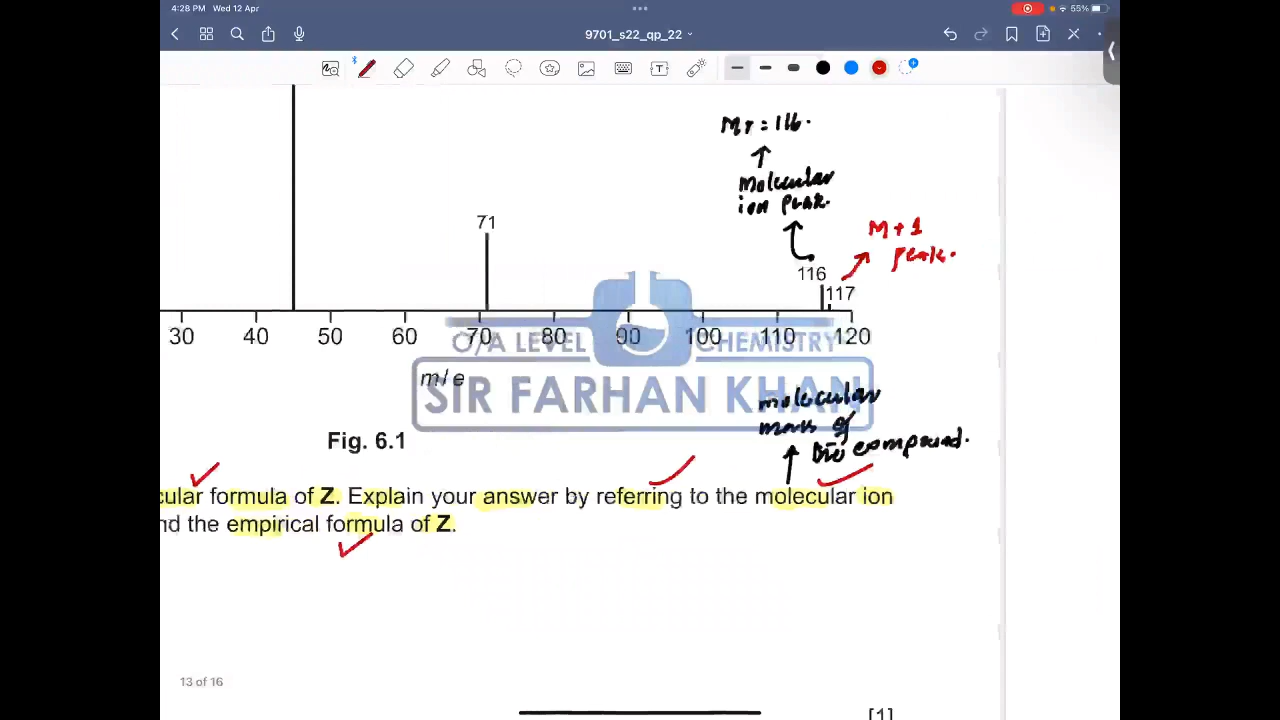 4:28 PM Wed 12 Apr
55%
9701_s22_qp_22
Mr = 116.
molecular
ion peak.
71
M + 1
peak.
116
117
30 40 50 60 70 80 90 100 110 120
O/A LEVEL CHEMISTRY
m/e
SIR FARHAN KHAN
molecular
mass of
the compound.
Fig. 6.1
cular formula of Z. Explain your answer by referring to the molecular ion
nd the empirical formula of Z.
13 of 16
[1]